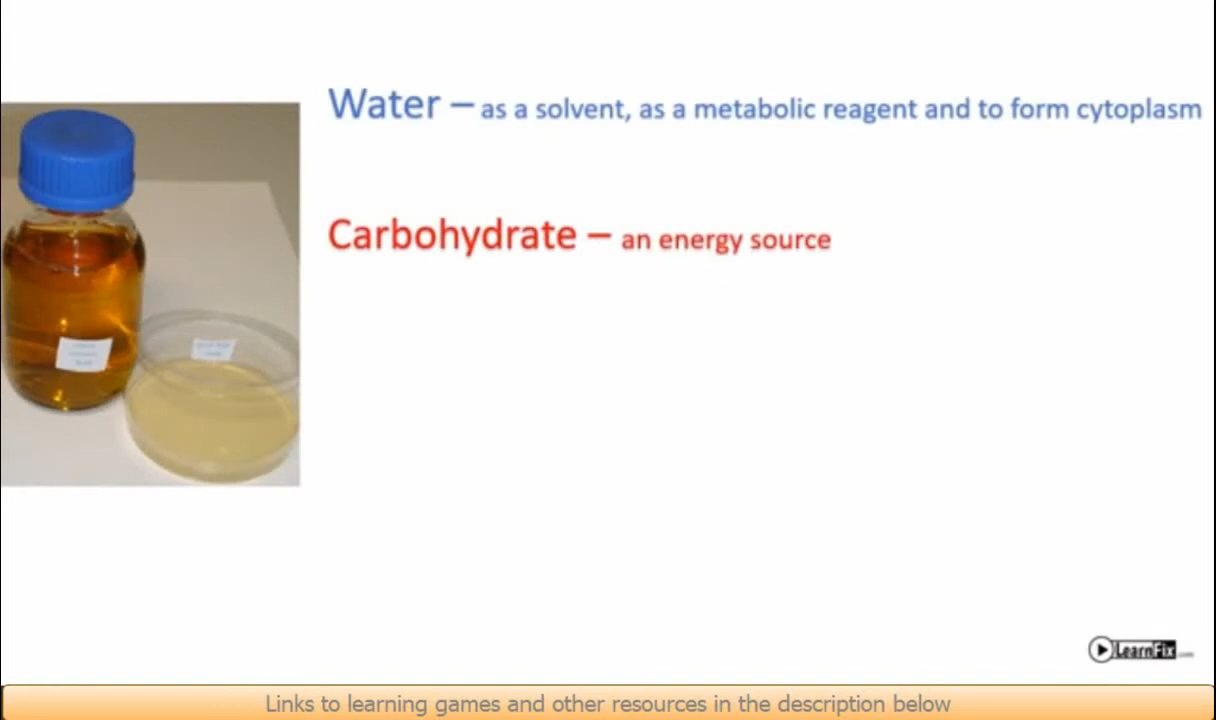 Water – as a solvent, as a metabolic reagent and to form cytoplasm
Carbohydrate – an energy source
LearnFix
Links to learning games and other resources in the description below